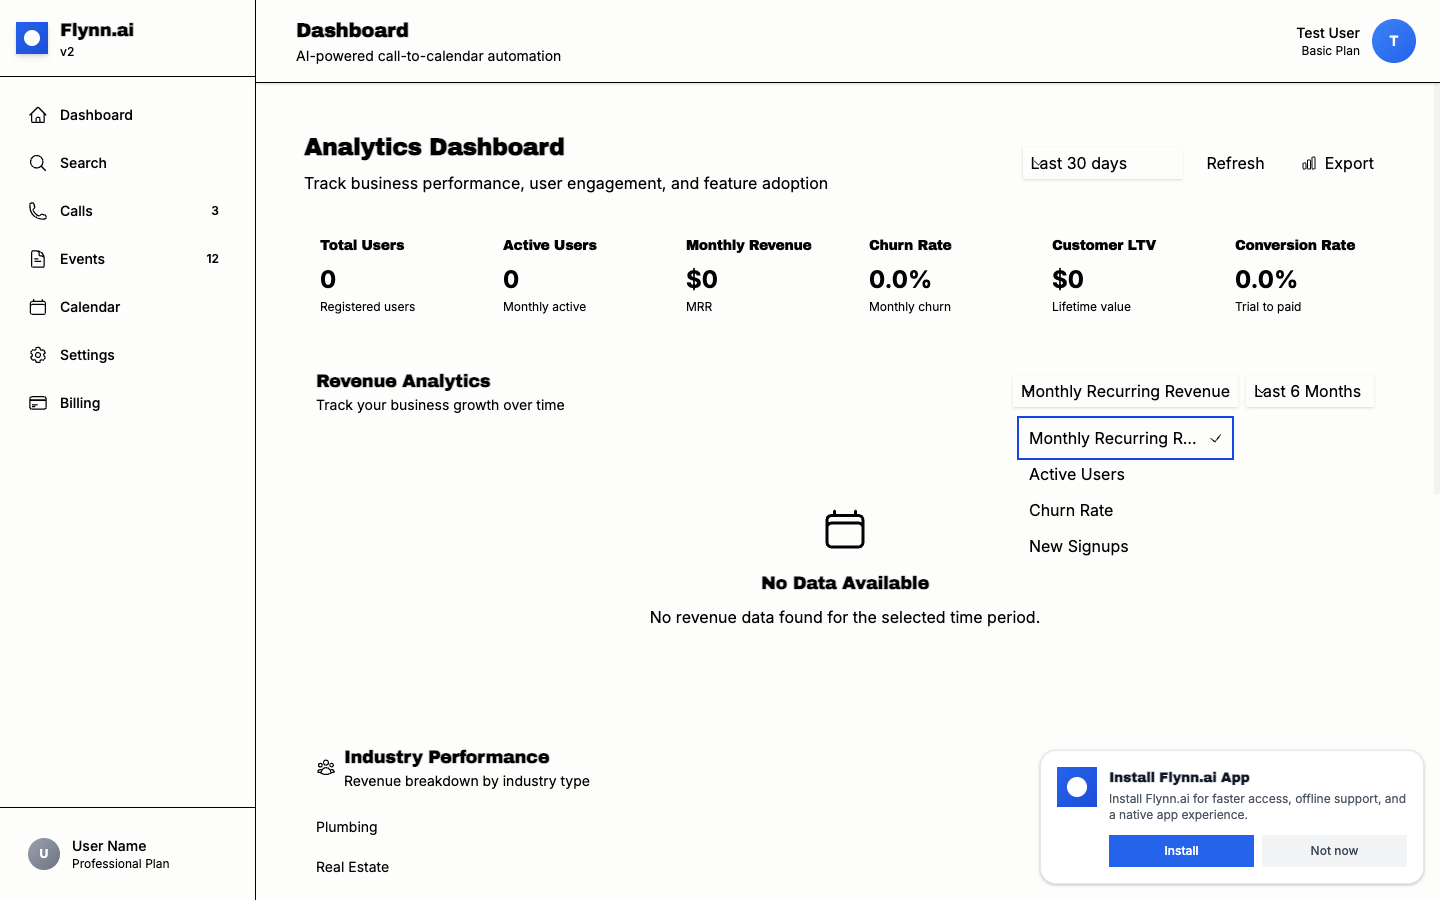 Flynn.ai
v2
Dashboard
Search
Calls 3
Events 12
Calendar
Settings
Billing
U
User Name
Professional Plan
Dashboard
AI-powered call-to-calendar automation
Test User
Basic Plan
T
Analytics Dashboard
Track business performance, user engagement, and feature adoption
Last 30 days
Refresh
Export
Total Users
0
Registered users
Active Users
0
Monthly active
Monthly Revenue
$0
MRR
Churn Rate
0.0%
Monthly churn
Customer LTV
$0
Lifetime value
Conversion Rate
0.0%
Trial to paid
Revenue Analytics
Track your business growth over time
Monthly Recurring Revenue
Last 6 Months
Monthly Recurring R...
Active Users
Churn Rate
New Signups
No Data Available
No revenue data found for the selected time period.
Industry Performance
Revenue breakdown by industry type
Plumbing
Real Estate
Install Flynn.ai App
Install Flynn.ai for faster access, offline support, and
a native app experience.
Install
Not now